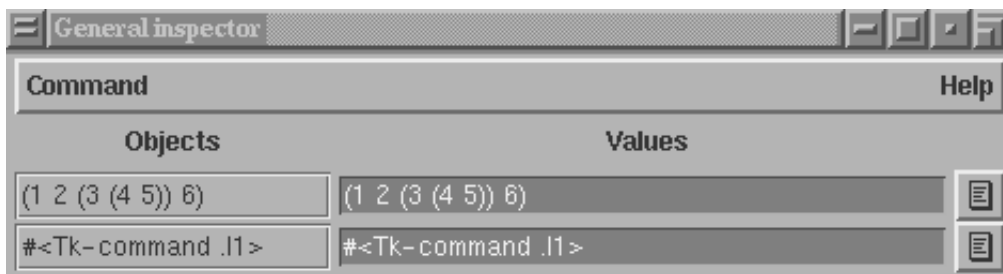 General inspector
Command Help
Objects Values
(1 2 (3 (4 5)) 6) (1 2 (3 (4 5)) 6)
#<Tk-command .l1> #<Tk-command .l1>